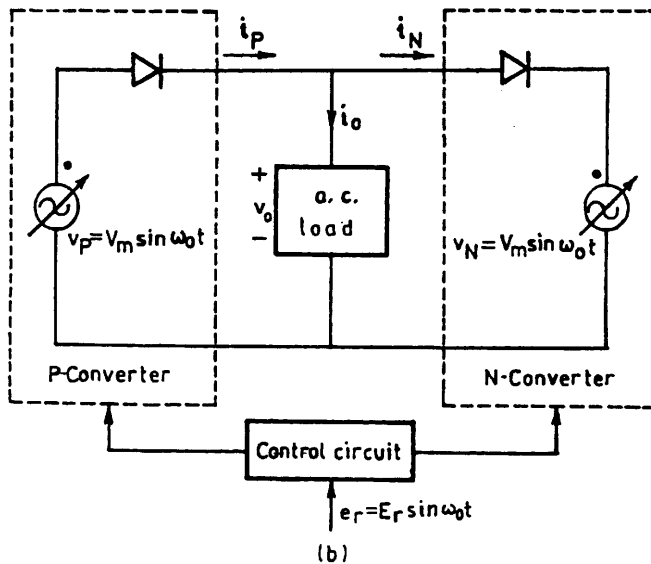 i_P
i_N
i_o
+
v_o
-
a.c.
load
v_P=V_m sin ω_0t
v_N=V_m sin ω_0t
P-Converter
N-Converter
Control circuit
e_r=E_r sin ω_0t
(b)